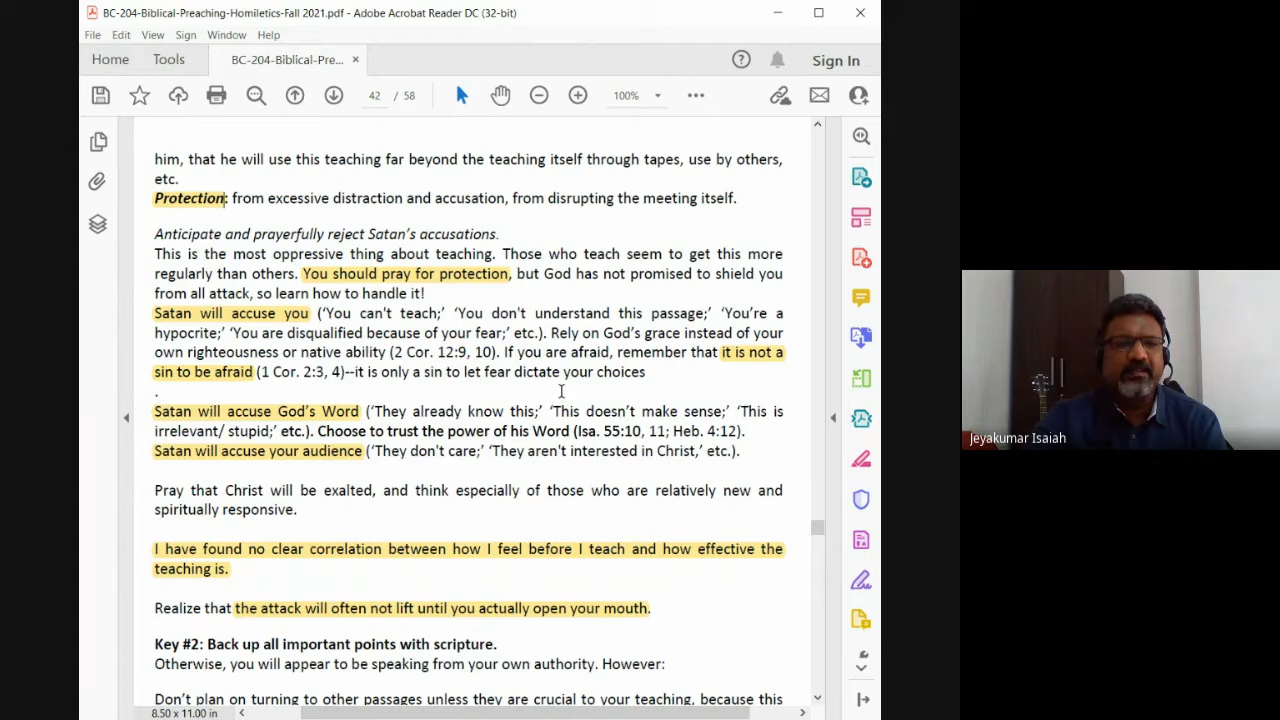 BC-204-Biblical-Preaching-Homiletics-Fall 2021.pdf - Adobe Acrobat Reader DC (32-bit)
File Edit View Sign Window Help
Home Tools BC-204-Biblical-Pre... × Sign In
42 / 58 100%
him, that he will use this teaching far beyond the teaching itself through tapes, use by others,
etc.
Protection: from excessive distraction and accusation, from disrupting the meeting itself.
Anticipate and prayerfully reject Satan's accusations.
This is the most oppressive thing about teaching. Those who teach seem to get this more
regularly than others. You should pray for protection, but God has not promised to shield you
from all attack, so learn how to handle it!
Satan will accuse you ('You can't teach;' 'You don't understand this passage;' 'You're a
hypocrite;' 'You are disqualified because of your fear;' etc.). Rely on God's grace instead of your
own righteousness or native ability (2 Cor. 12:9, 10). If you are afraid, remember that it is not a
sin to be afraid (1 Cor. 2:3, 4)--it is only a sin to let fear dictate your choices
.
Satan will accuse God's Word ('They already know this;' 'This doesn't make sense;' 'This is
irrelevant/ stupid;' etc.). Choose to trust the power of his Word (Isa. 55:10, 11; Heb. 4:12).
Satan will accuse your audience ('They don't care;' 'They aren't interested in Christ,' etc.).
Pray that Christ will be exalted, and think especially of those who are relatively new and
spiritually responsive.
I have found no clear correlation between how I feel before I teach and how effective the
teaching is.
Realize that the attack will often not lift until you actually open your mouth.
Key #2: Back up all important points with scripture.
Otherwise, you will appear to be speaking from your own authority. However:
Don't plan on turning to other passages unless they are crucial to your teaching, because this
8.50 x 11.00 in
Jeyakumar Isaiah